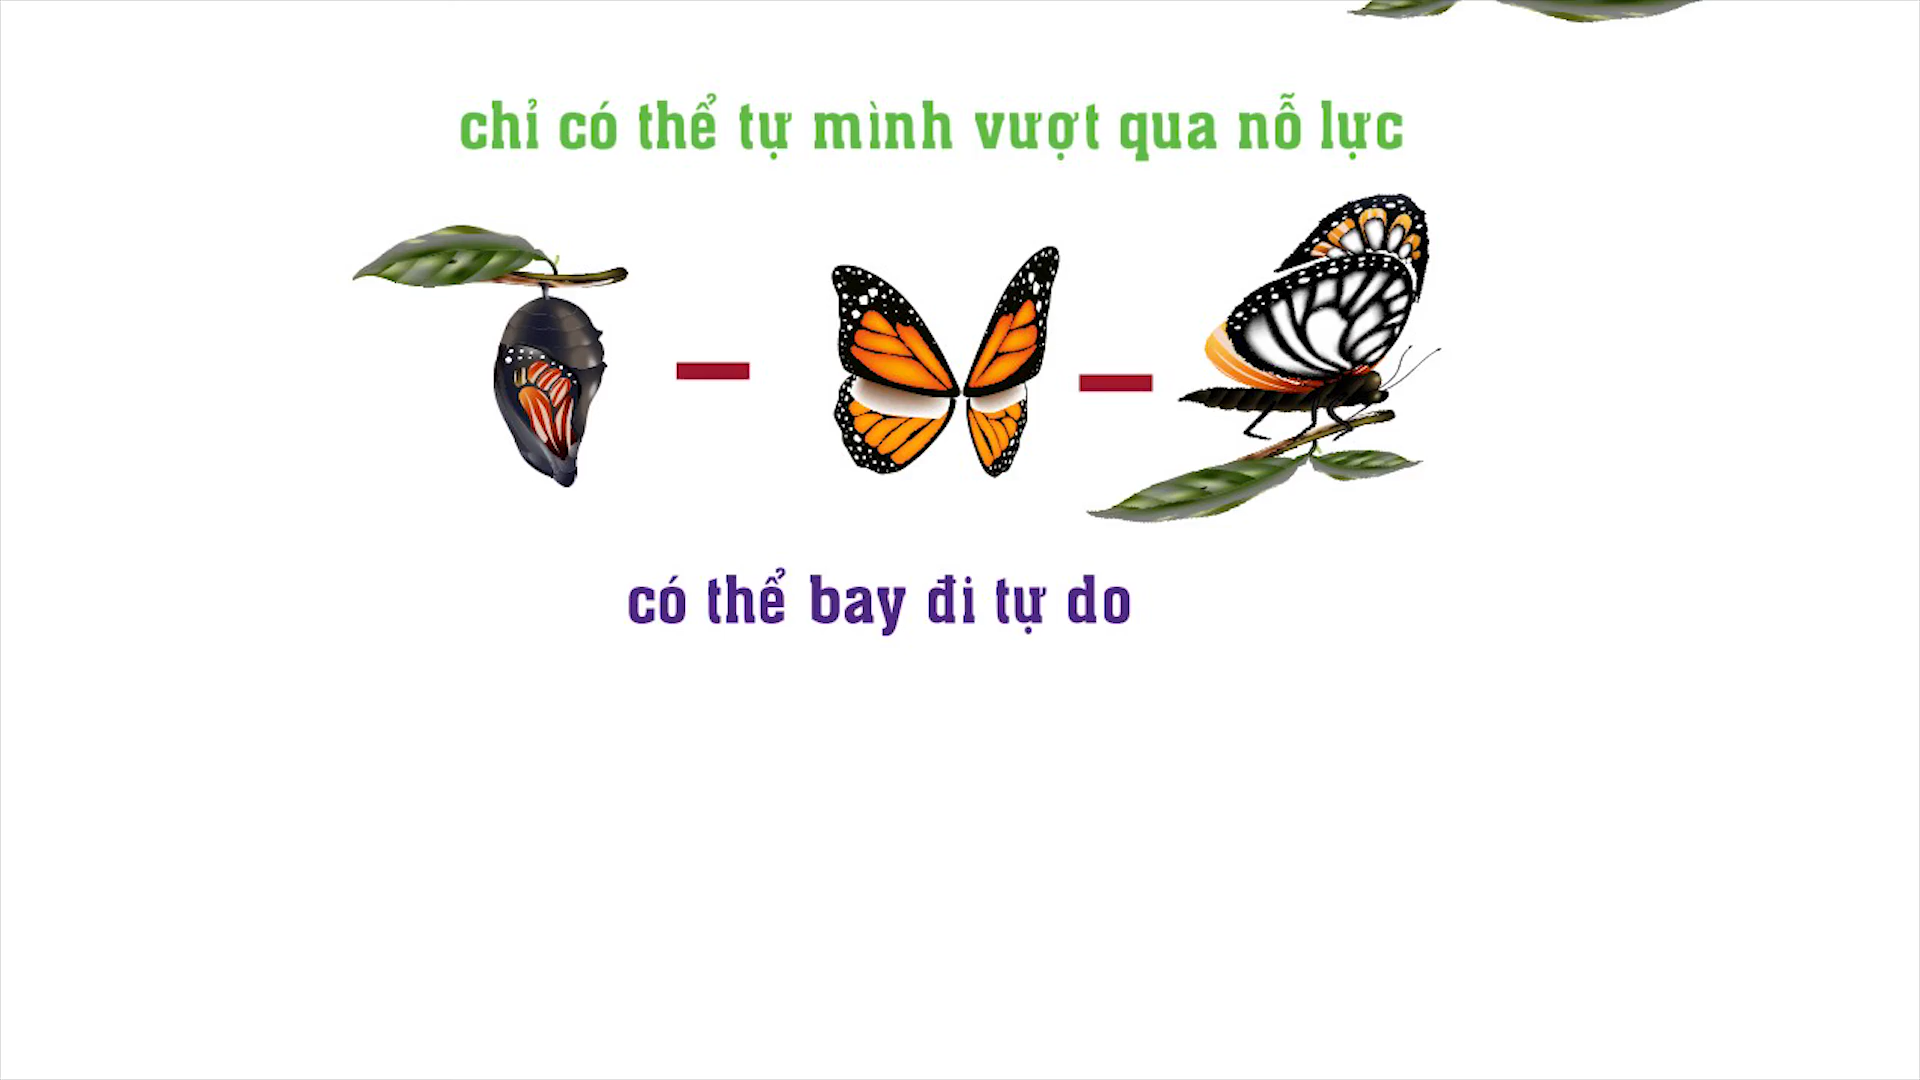 chỉ có thể tự mình vượt qua nỗ lực
có thể bay đi tự do